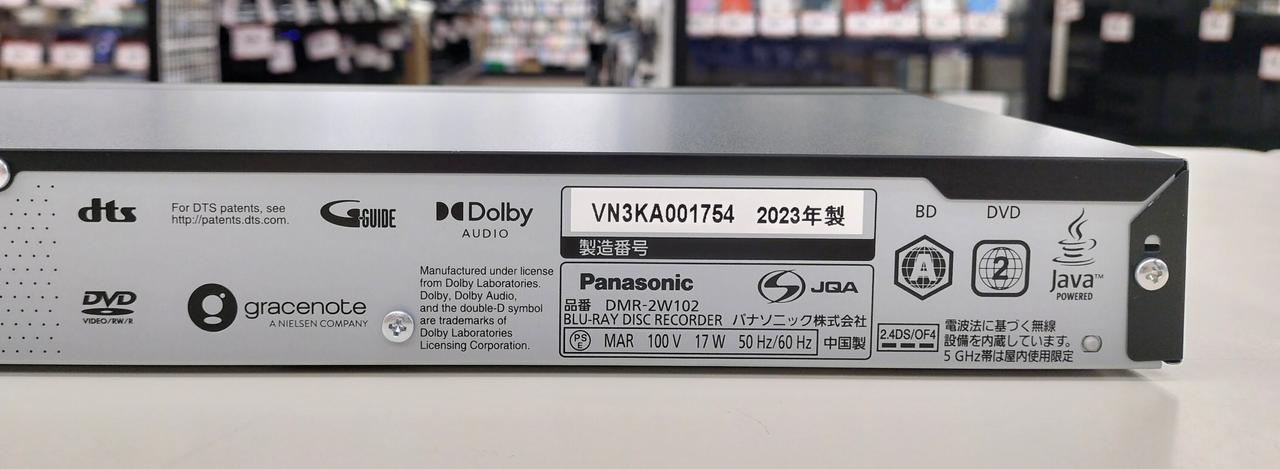 dts
For DTS patents, see
http://patents.dts.com.
G-GUIDE
Dolby
AUDIO
VN3KA001754 2023年製
製造番号
BD
DVD
A
2
Java™
POWERED
DVD
VIDEO/RW/R
gracenote
A NIELSEN COMPANY
Manufactured under license
from Dolby Laboratories.
Dolby, Dolby Audio,
and the double-D symbol
are trademarks of
Dolby Laboratories
Licensing Corporation.
Panasonic
JQA
品番 DMR-2W102
BLU-RAY DISC RECORDER パナソニック株式会社
PS E MAR 100 V 17 W 50 Hz/60 Hz 中国製
2.4DS/OF4
電波法に基づく無線
設備を内蔵しています。
5 GHz帯は屋内使用限定